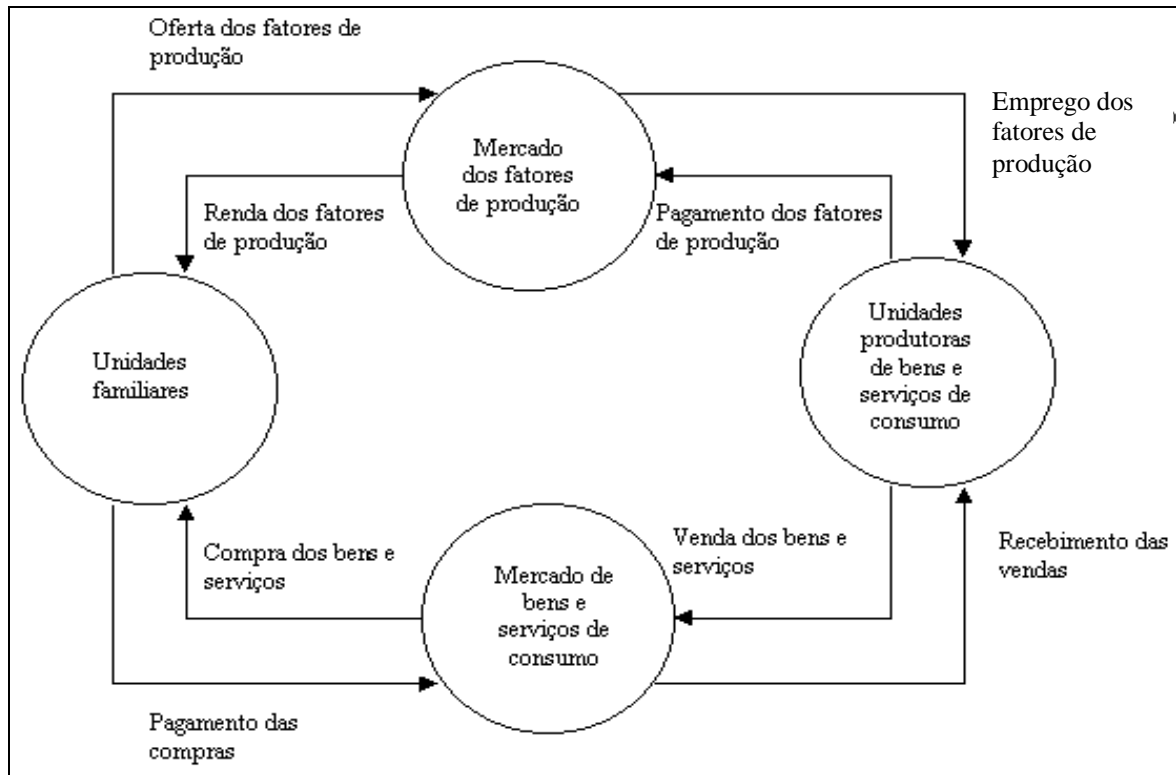 Oferta dos fatores de
produção
Mercado
dos fatores
de produção
Emprego dos
fatores de
produção
Renda dos fatores
de produção
Pagamento dos fatores
de produção
Unidades
familiares
Unidades
produtoras
de bens e
serviços de
consumo
Compra dos bens e
serviços
Mercado de
bens e
serviços de
consumo
Venda dos bens e
serviços
Recebimento das
vendas
Pagamento das
compras